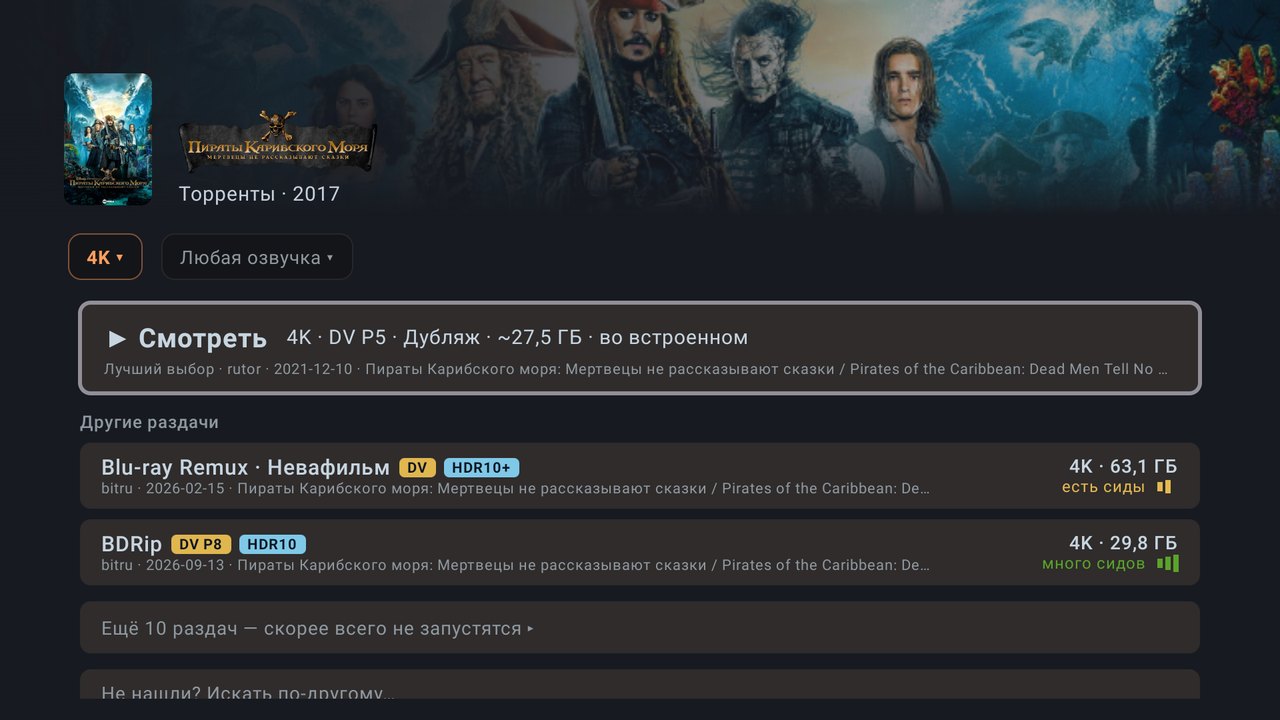 Пираты Карибского Моря
Мертвецы не рассказывают сказки
Пираты Карибского Моря
Торренты · 2017
4K ▾
Любая озвучка ▾
► Смотреть 4K · DV P5 · Дубляж · ~27,5 ГБ · во встроенном
Лучший выбор · rutor · 2021-12-10 · Пираты Карибского моря: Мертвецы не рассказывают сказки / Pirates of the Caribbean: Dead Men Tell No …
Другие раздачи
Blu-ray Remux · Невафильм DV HDR10+
4K · 63,1 ГБ
bitru · 2026-02-15 · Пираты Карибского моря: Мертвецы не рассказывают сказки / Pirates of the Caribbean: De…
есть сиды
BDRip DV P8 HDR10
4K · 29,8 ГБ
bitru · 2026-09-13 · Пираты Карибского моря: Мертвецы не рассказывают сказки / Pirates of the Caribbean: De…
много сидов
Ещё 10 раздач — скорее всего не запустятся ▸
Не нашли? Искать по-другому…